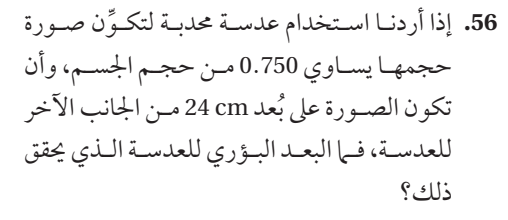 56. إذا أردنا استخدام عدسة محدبة لتكوِّن صورة
حجمها يساوي 0.750 من حجم الجسم، وأن
تكون الصورة على بُعد 24 cm من الجانب الآخر
للعدسة، فما البعد البؤري للعدسة الذي يحقق
ذلك؟